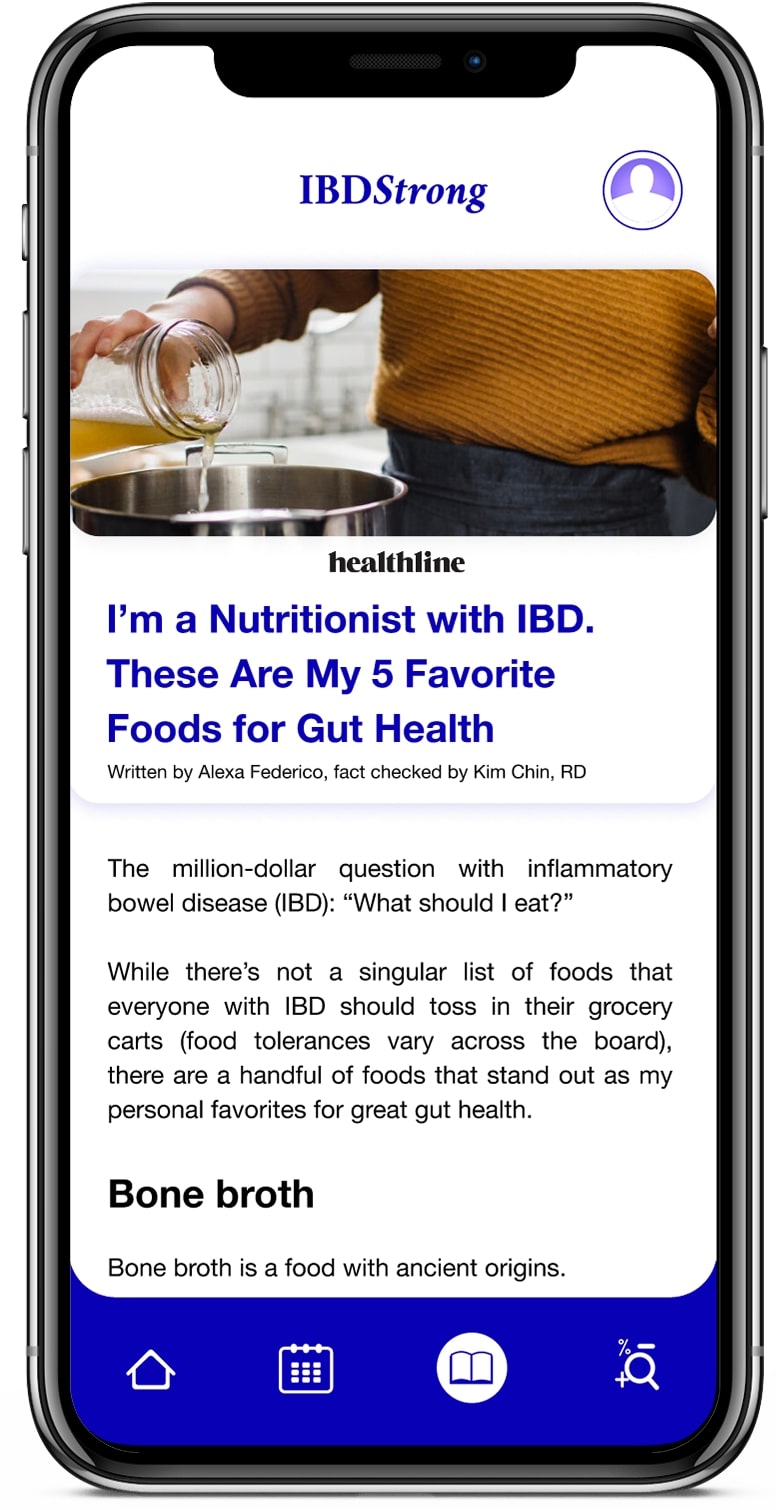 IBDStrong
healthline
I’m a Nutritionist with IBD.
These Are My 5 Favorite
Foods for Gut Health
Written by Alexa Federico, fact checked by Kim Chin, RD
The million-dollar question with inflammatory
bowel disease (IBD): “What should I eat?”
While there’s not a singular list of foods that
everyone with IBD should toss in their grocery
carts (food tolerances vary across the board),
there are a handful of foods that stand out as my
personal favorites for great gut health.
Bone broth
Bone broth is a food with ancient origins.